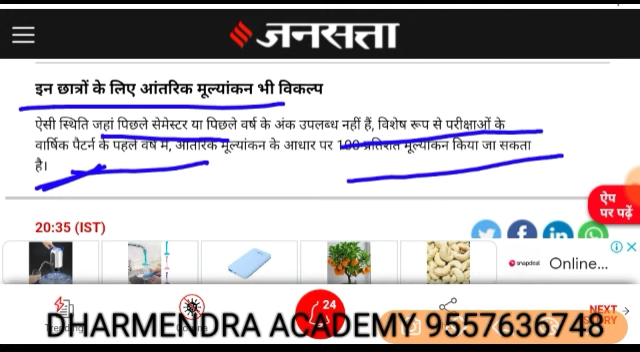 जनसत्ता
इन छात्रों के लिए आंतरिक मूल्यांकन भी विकल्प
ऐसी स्थिति जहां पिछले सेमेस्टर या पिछले वर्ष के अंक उपलब्ध नहीं हैं, विशेष रूप से परीक्षाओं के
वार्षिक पैटर्न के पहले वर्ष में, आंतरिक मूल्यांकन के आधार पर 100 प्रतिशत मूल्यांकन किया जा सकता
है।
ऐप
पर पढ़ें
20:35 (IST)
snapdeal Online...
24
NEXT
DHARMENDRA ACADEMY 9557636748